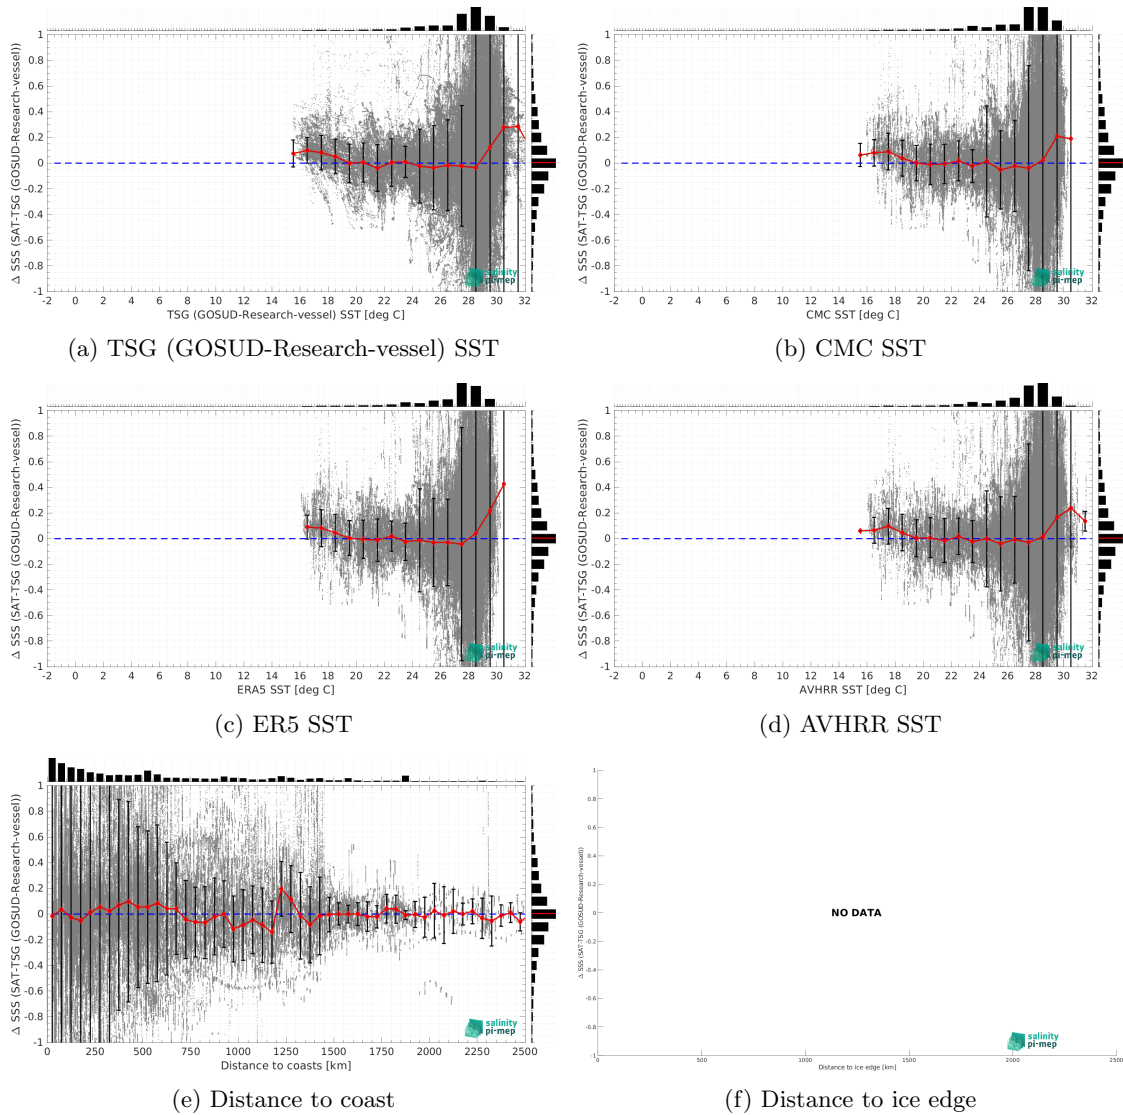 Δ SSS (SAT-TSG (GOSUD-Research-vessel))
1
0.8
0.6
0.4
0.2
0
-0.2
-0.4
-0.6
-0.8
-1
-2 0 2 4 6 8 10 12 14 16 18 20 22 24 26 28 30 32
TSG (GOSUD-Research-vessel) SST [deg C]
salinity
pi-mep
(a) TSG (GOSUD-Research-vessel) SST
Δ SSS (SAT-TSG (GOSUD-Research-vessel))
1
0.8
0.6
0.4
0.2
0
-0.2
-0.4
-0.6
-0.8
-1
-2 0 2 4 6 8 10 12 14 16 18 20 22 24 26 28 30 32
CMC SST [deg C]
salinity
pi-mep
(b) CMC SST
Δ SSS (SAT-TSG (GOSUD-Research-vessel))
1
0.8
0.6
0.4
0.2
0
-0.2
-0.4
-0.6
-0.8
-1
-2 0 2 4 6 8 10 12 14 16 18 20 22 24 26 28 30 32
ERA5 SST [deg C]
salinity
pi-mep
(c) ER5 SST
Δ SSS (SAT-TSG (GOSUD-Research-vessel))
1
0.8
0.6
0.4
0.2
0
-0.2
-0.4
-0.6
-0.8
-1
-2 0 2 4 6 8 10 12 14 16 18 20 22 24 26 28 30 32
AVHRR SST [deg C]
salinity
pi-mep
(d) AVHRR SST
Δ SSS (SAT-TSG (GOSUD-Research-vessel))
1
0.8
0.6
0.4
0.2
0
-0.2
-0.4
-0.6
-0.8
-1
0 250 500 750 1000 1250 1500 1750 2000 2250 2500
Distance to coasts [km]
salinity
pi-mep
(e) Distance to coast
Δ SSS (SAT-TSG (GOSUD-Research-vessel))
1
0.8
0.6
0.4
0.2
0
-0.2
-0.4
-0.6
-0.8
-1
NO DATA
0 500 1000 1500 2000 2500
Distance to ice edge [km]
salinity
pi-mep
(f) Distance to ice edge